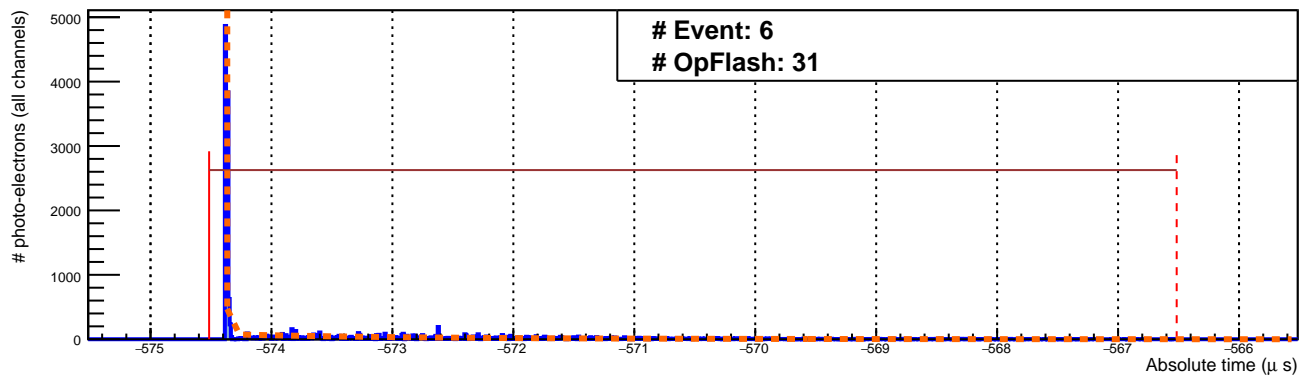 # Event: 6
# OpFlash: 31
# photo-electrons (all channels)
5000
4000
3000
2000
1000
0
−575 −574 −573 −572 −571 −570 −569 −568 −567 −566
Absolute time (μ s)